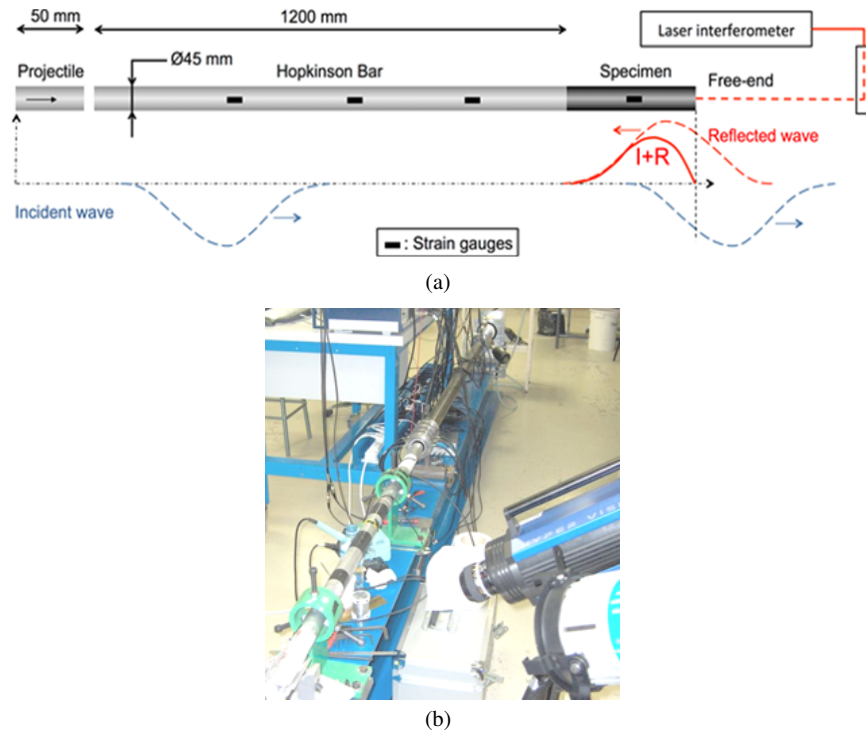 50 mm
1200 mm
Laser interferometer
Ø45 mm
Projectile
Hopkinson Bar
Specimen
Free-end
Reflected wave
I+R
Incident wave
: Strain gauges
(a)
(b)